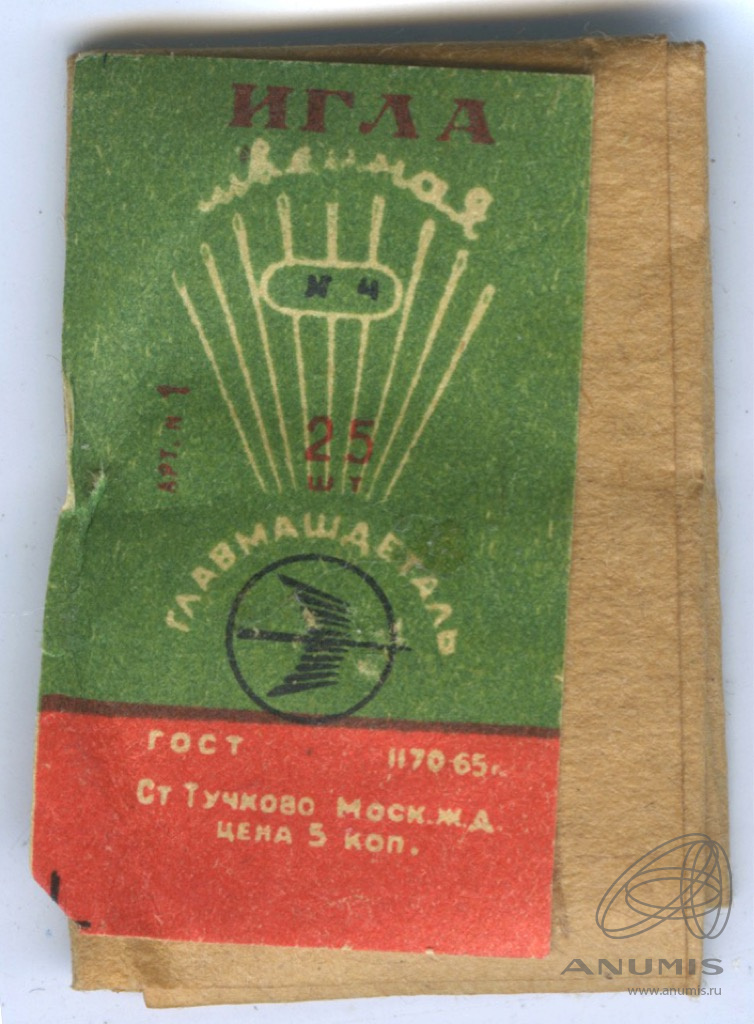 ИГЛА
швейная
№ 4
АРТ. № 1
25
ШТ
ГЛАВМАШДЕТАЛЬ
ГОСТ 1170-65г.
Ст Тучково Моск.Ж.Д.
ЦЕНА 5 КОП.
ANUMIS
www.anumis.ru